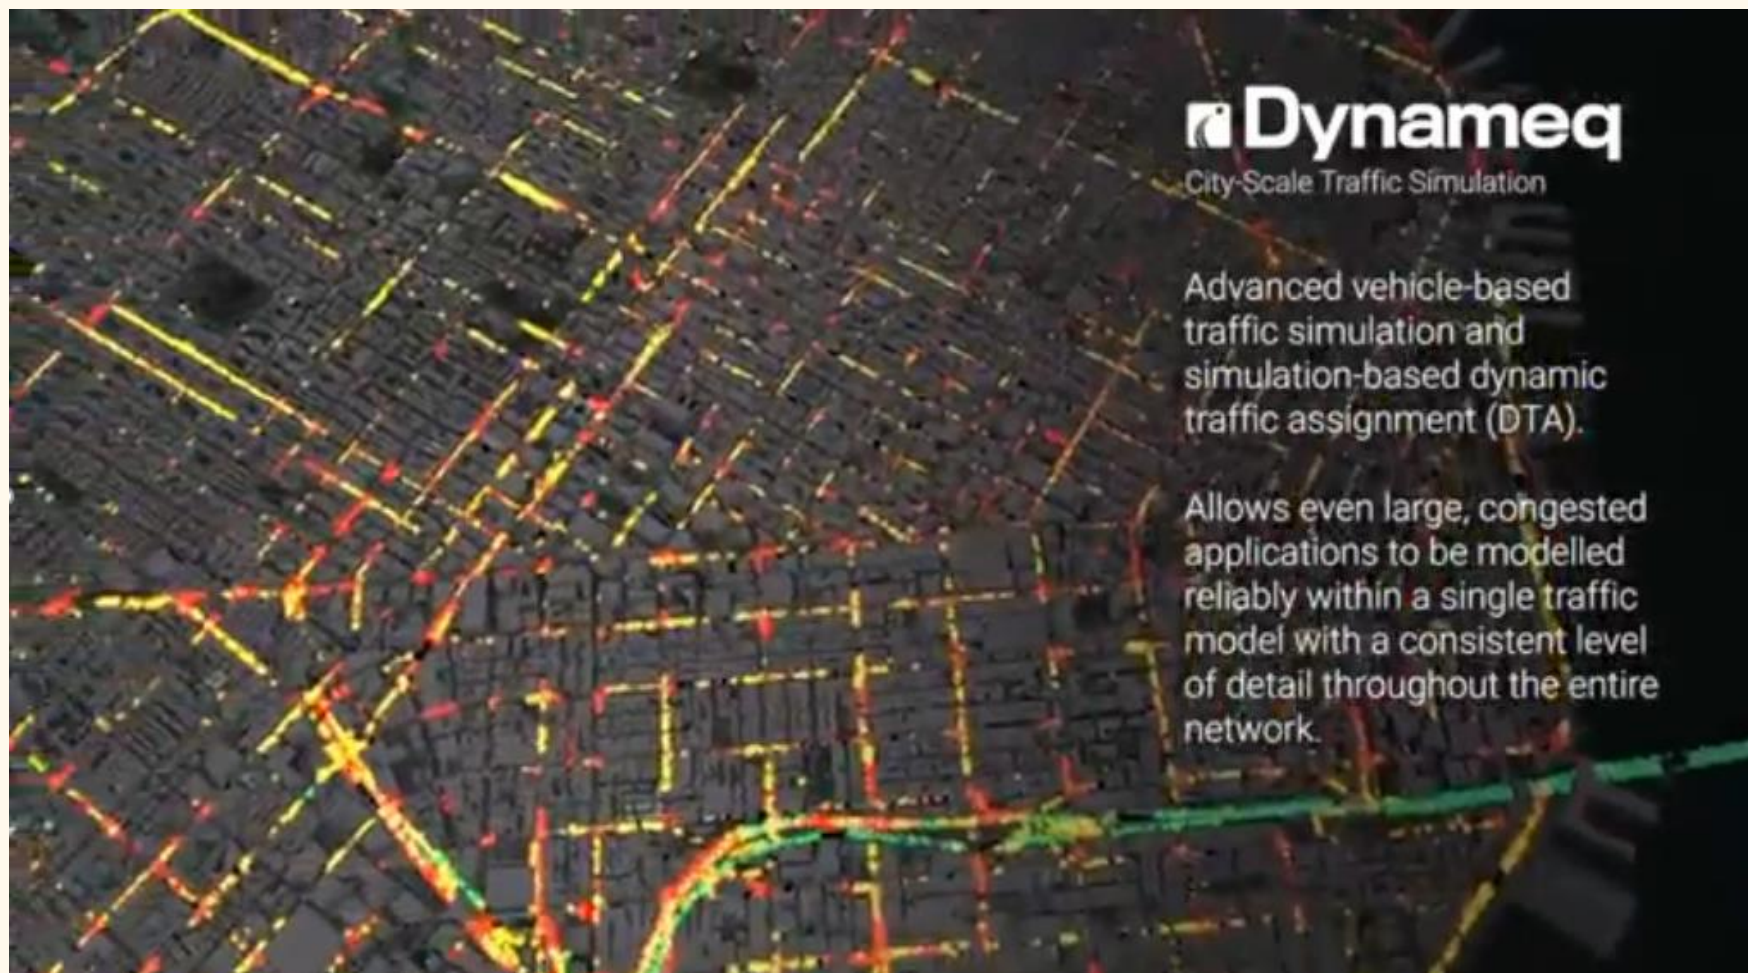 Dynameq
City-Scale Traffic Simulation
Advanced vehicle-based
traffic simulation and
simulation-based dynamic
traffic assignment (DTA).
Allows even large, congested
applications to be modelled
reliably within a single traffic
model with a consistent level
of detail throughout the entire
network.